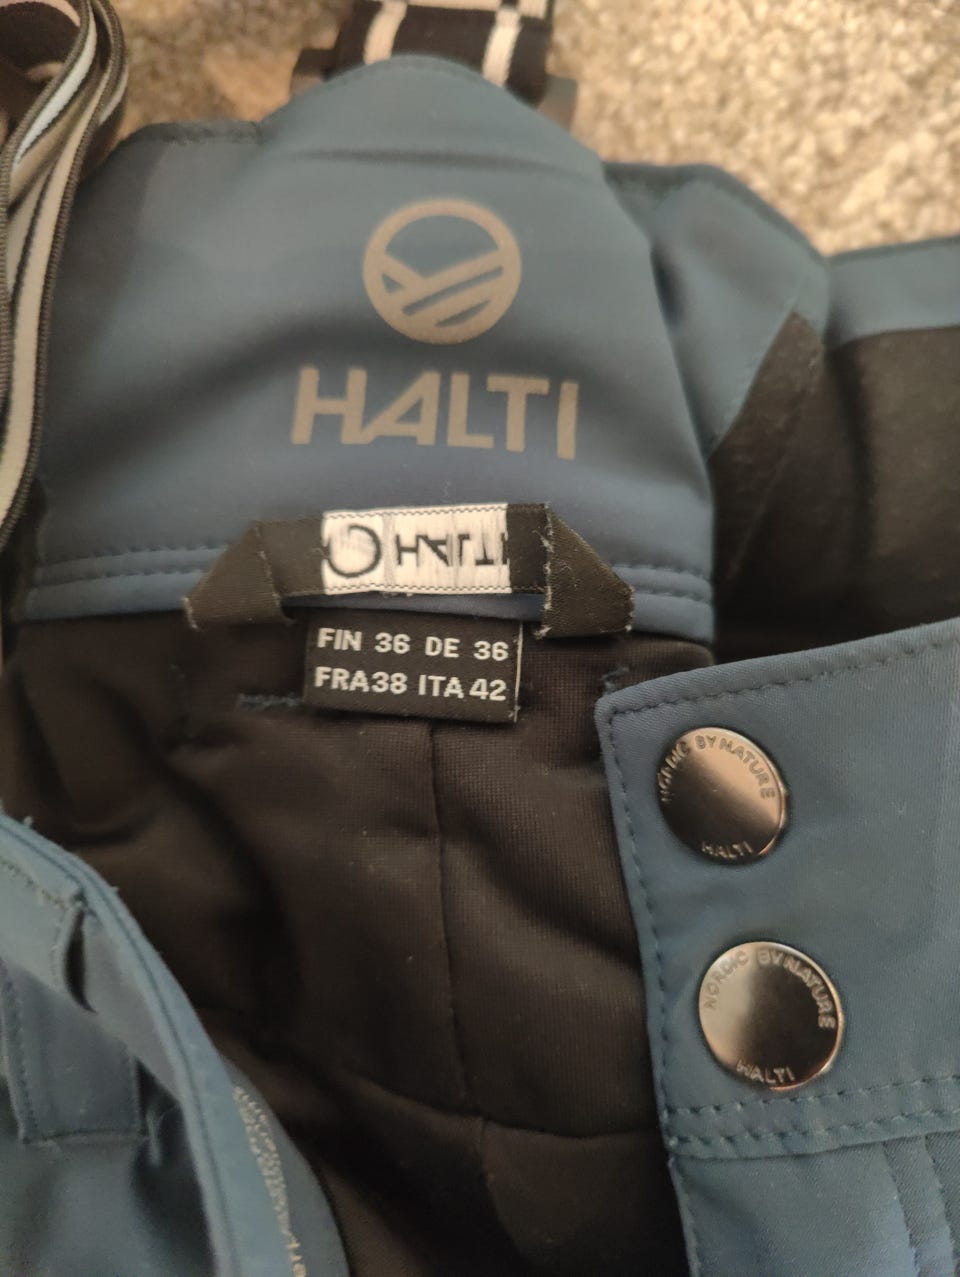 HALTI
HALTI
FIN 36 DE 36
FRA38 ITA 42
NORDIC BY NATURE
HALTI
NORDIC BY NATURE
HALTI